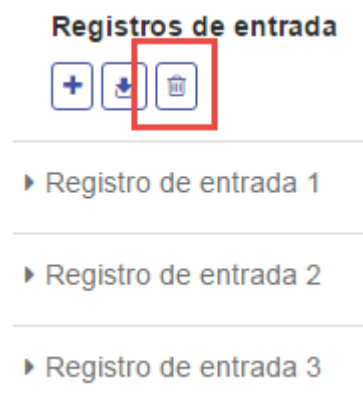 Registros de entrada
Registro de entrada 1
Registro de entrada 2
Registro de entrada 3